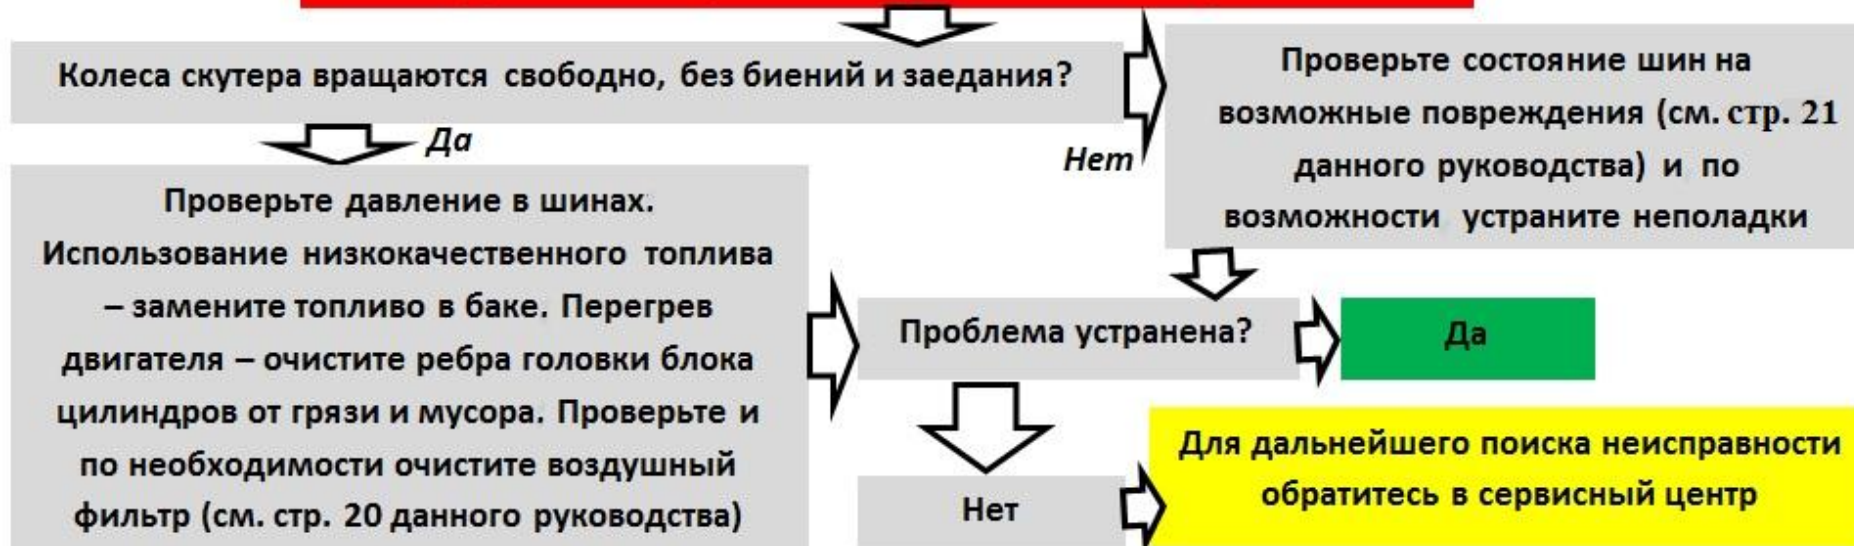 Колеса скутера вращаются свободно, без биений и заедания?
Да
Нет
Проверьте состояние шин на
возможные повреждения (см. стр. 21
данного руководства) и по
возможности устраните неполадки
Проверьте давление в шинах.
Использование низкокачественного топлива
– замените топливо в баке. Перегрев
двигателя – очистите ребра головки блока
цилиндров от грязи и мусора. Проверьте и
по необходимости очистите воздушный
фильтр (см. стр. 20 данного руководства)
Проблема устранена?
Да
Нет
Для дальнейшего поиска неисправности
обратитесь в сервисный центр